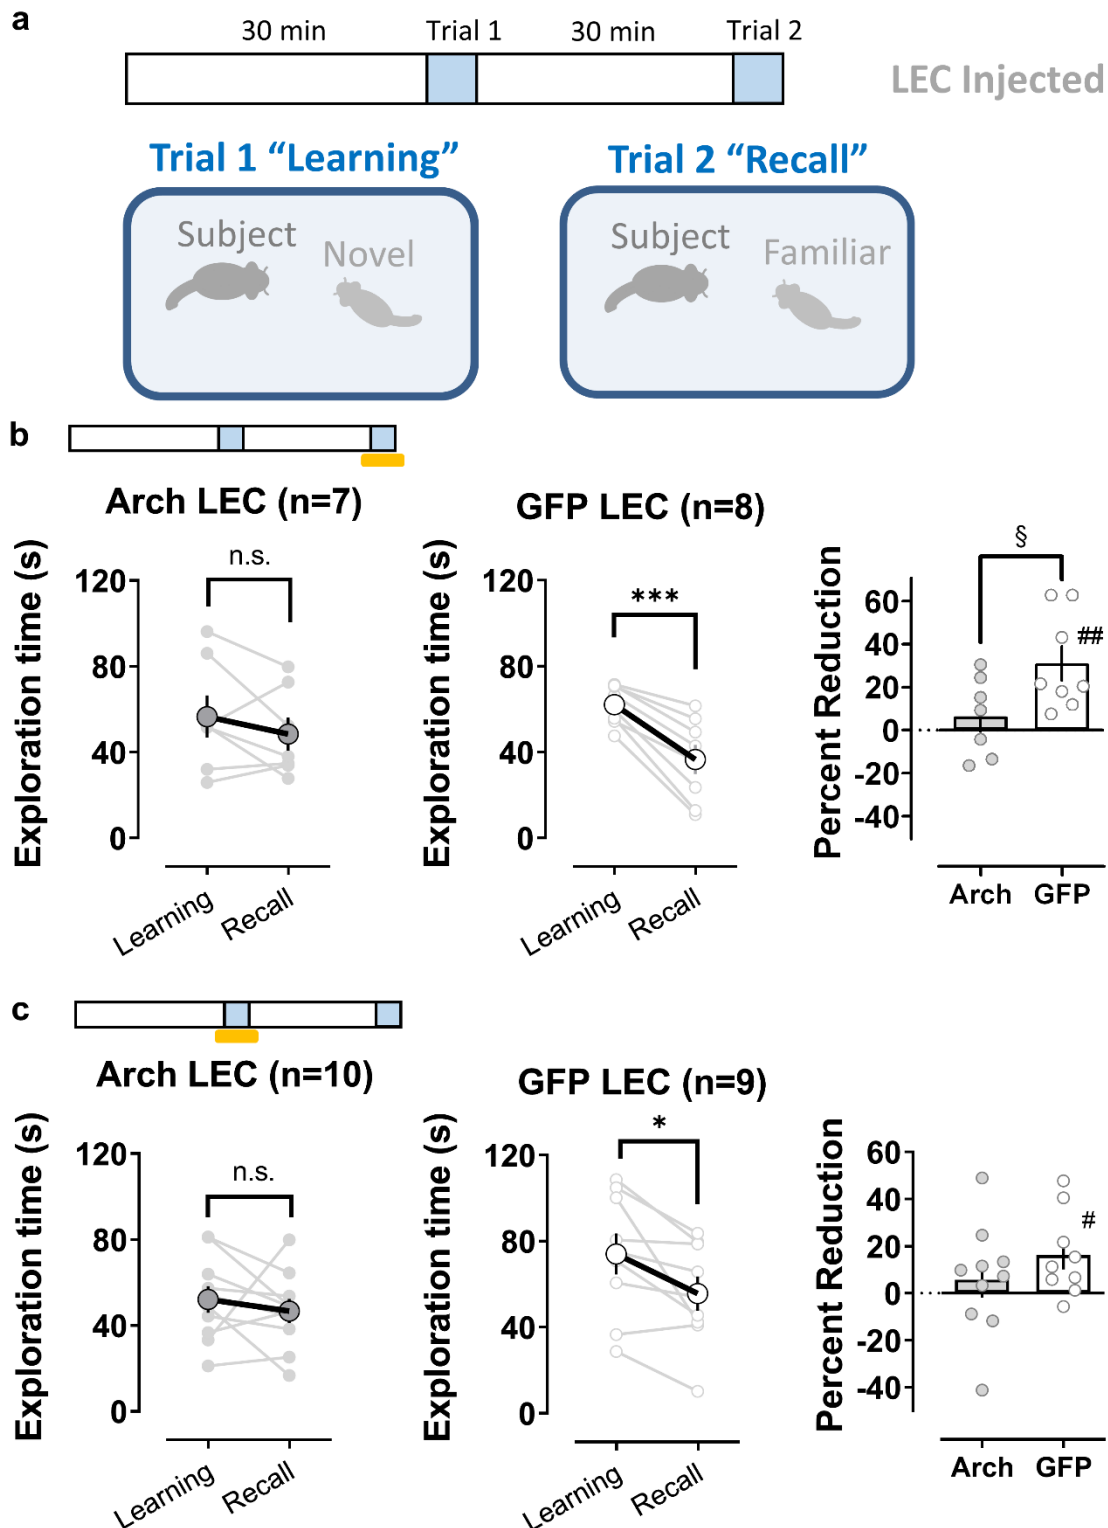 a
30 min Trial 1 30 min Trial 2
LEC Injected
Trial 1 “Learning” Trial 2 “Recall”
Subject Novel
Subject Familiar
b
Arch LEC (n=7)
Exploration time (s)
120
80
40
0
n.s.
Learning Recall
GFP LEC (n=8)
Exploration time (s)
120
80
40
0
***
Learning Recall
Percent Reduction
60
40
20
0
-20
-40
§
##
Arch GFP
c
Arch LEC (n=10)
Exploration time (s)
120
80
40
0
n.s.
Learning Recall
GFP LEC (n=9)
Exploration time (s)
120
80
40
0
*
Learning Recall
Percent Reduction
60
40
20
0
-20
-40
#
Arch GFP